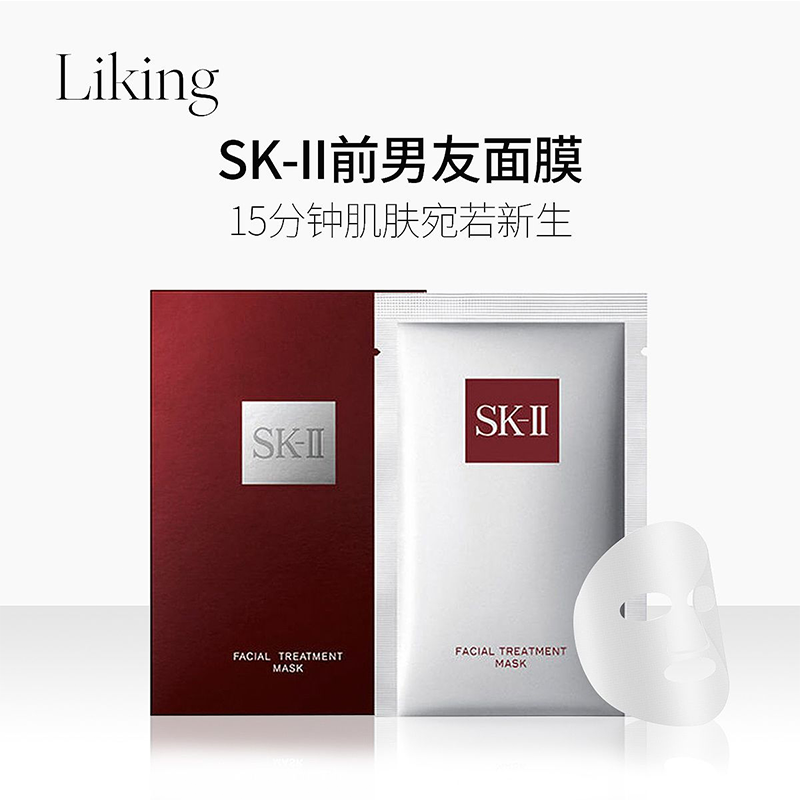 Liking
SK-II前男友面膜
15分钟肌肤宛若新生
SK-II
SK-II
FACIAL TREATMENT
MASK
FACIAL TREATMENT
MASK